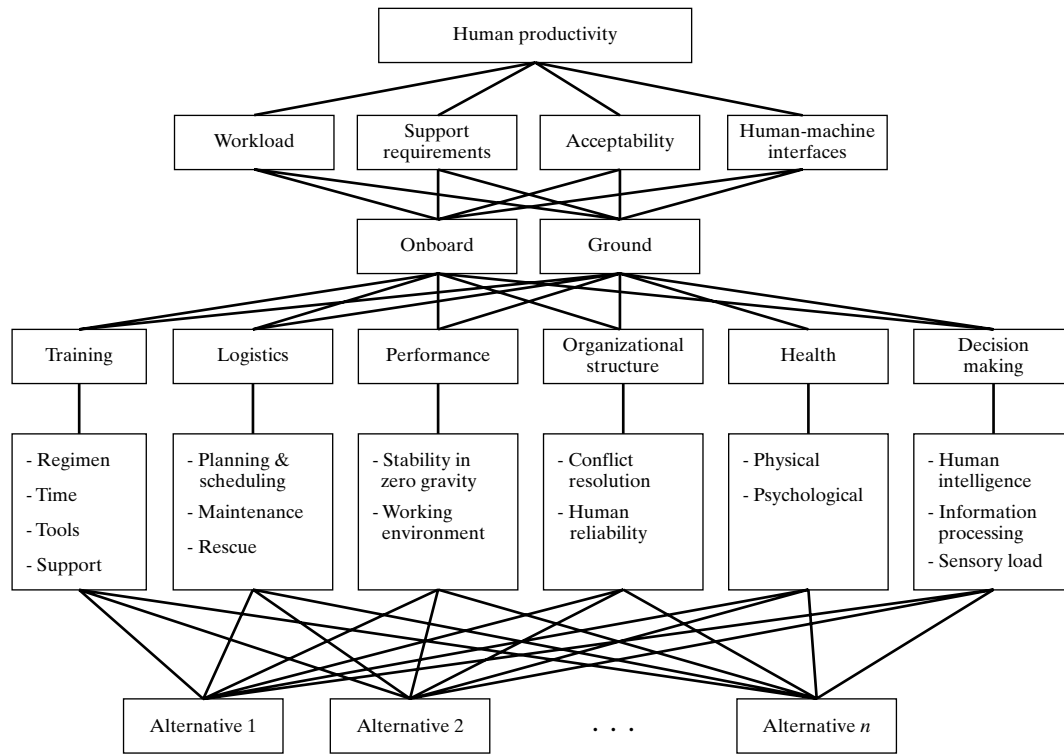 Human productivity
Workload
Support
requirements
Acceptability
Human-machine
interfaces
Onboard
Ground
Training
Logistics
Performance
Organizational
structure
Health
Decision
making
- Regimen
- Time
- Tools
- Support
- Planning &
scheduling
- Maintenance
- Rescue
- Stability in
zero gravity
- Working
environment
- Conflict
resolution
- Human
reliability
- Physical
- Psychological
- Human
intelligence
- Information
processing
- Sensory load
Alternative 1
Alternative 2
. . .
Alternative n